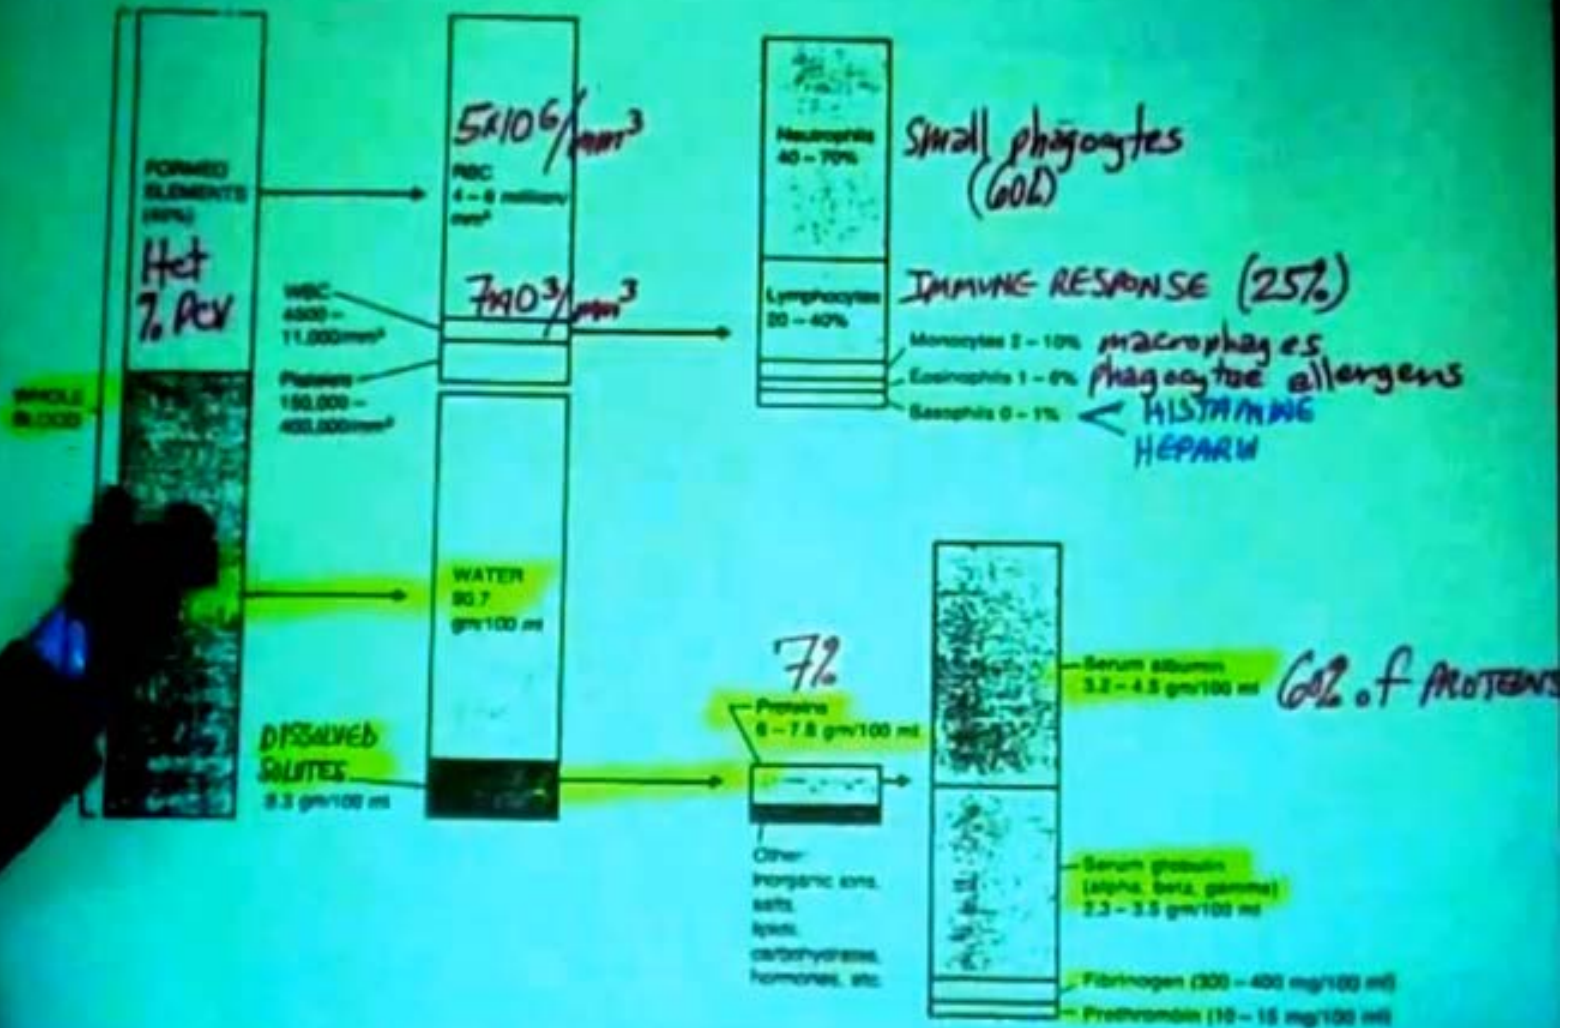 FORMED
ELEMENTS
Hct
% PCV
WHOLE
BLOOD
5x10⁶/mm³
RBC
4 – 6 million/
mm³
WBC
11,000/mm³
7x10³/mm³
Platelets
150,000 –
400,000/mm³
Neutrophils
40 – 70%
Small phagocytes
Lymphocytes
20 – 40%
IMMUNE RESPONSE (25%)
Monocytes 2 – 10%
macrophages
Eosinophils 1 – 6%
allergens
Basophils 0 – 1%
HISTAMINE
WATER
90.7
gm/100 ml
DISSOLVED
SOLUTES
gm/100 ml
7%
Proteins
6 – 7.8 gm/100 ml
Other:
inorganic ions,
salts,
lipids,
carbohydrates,
hormones, etc.
Serum albumin
3.2 – 4.5 gm/100 ml
60% of PROTEINS
Serum globulin
(alpha, beta, gamma)
2.3 – 3.5 gm/100 ml
Fibrinogen (300 – 400 mg/100 ml)
Prothrombin (10 – 15 mg/100 ml)